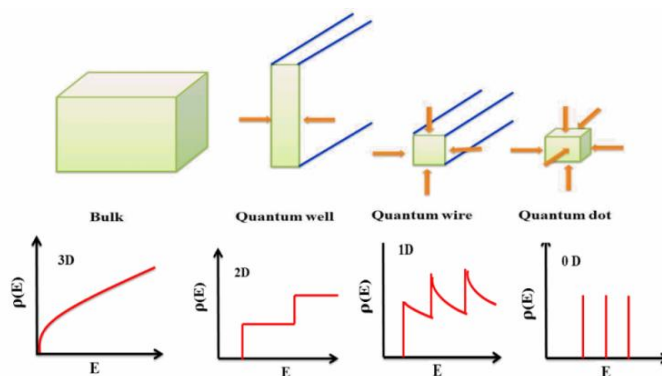 Bulk
Quantum well
Quantum wire
Quantum dot
3D
ρ(E)
E
2D
ρ(E)
E
1D
ρ(E)
E
0 D
ρ(E)
E